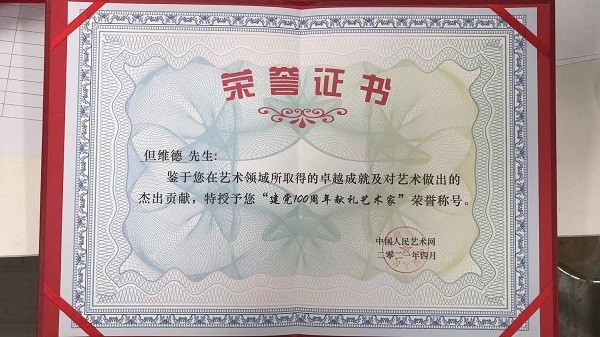 荣誉证书
但维德 先生:
鉴于您在艺术领域所取得的卓越成就及对艺术做出的
杰出贡献，特授予您“建党100周年献礼艺术家”荣誉称号。
中国人民艺术网
二零二一年四月